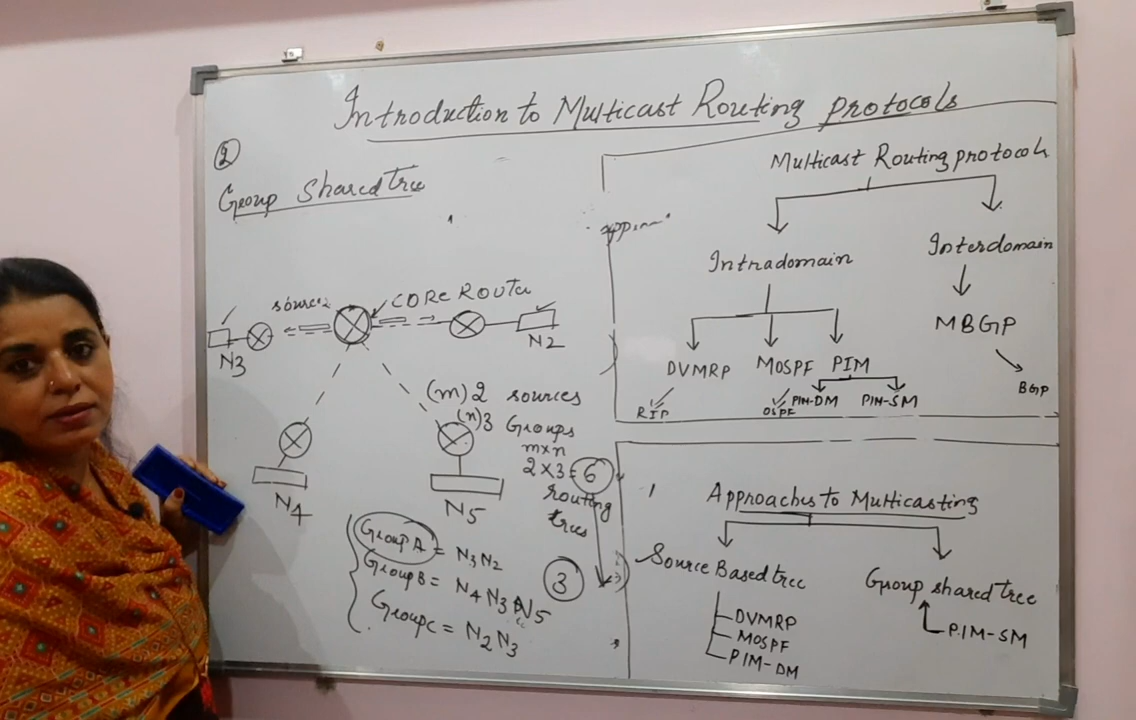 Introduction to Multicast Routing protocols
2
Group Shared Tree
source
CORE Router
N3
N2
(m) 2 sources
(n) 3 Groups
m×n
2 × 3 = 6
routing
trees
N4
N5
Group A = N3 N2
Group B = N4 N3 N5
Group C = N2 N3
3
Multicast Routing protocols
Intradomain
Interdomain
MBGP
BGP
DVMRP MOSPF PIM
RIP
OSPF
PIM-DM PIM-SM
Approaches to Multicasting
Source Based tree
Group shared tree
DVMRP
MOSPF
PIM-DM
PIM-SM